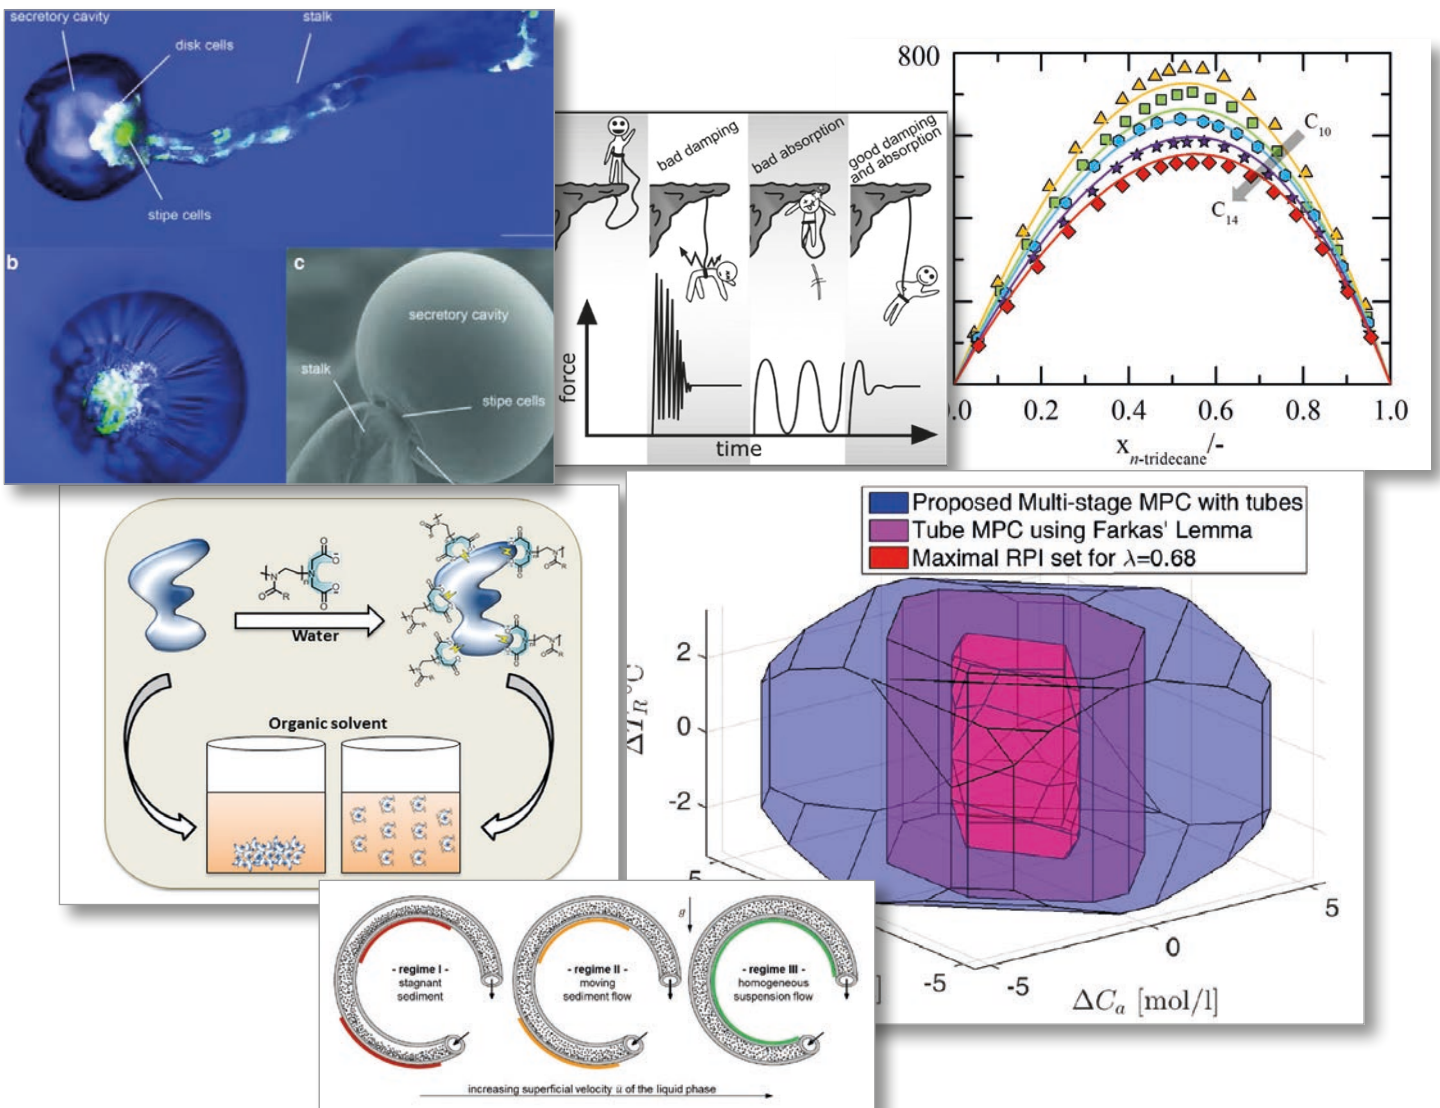 secretory cavity
stalk
disk cells
stipe cells
b
c
secretory cavity
stalk
stipe cells
bad damping
bad absorption
good damping
and absorption
force
time
800
C10
C14
0.2
0.4
0.6
0.8
1.0
x n-tridecane/-
Water
Organic solvent
Proposed Multi-stage MPC with tubes
Tube MPC using Farkas' Lemma
Maximal RPI set for λ=0.68
2
0
-2
5
0
-5
-5
ΔCa [mol/l]
g
- regime I -
stagnant
sediment
- regime II -
moving
sediment flow
- regime III -
homogeneous
suspension flow
increasing superficial velocity ū of the liquid phase